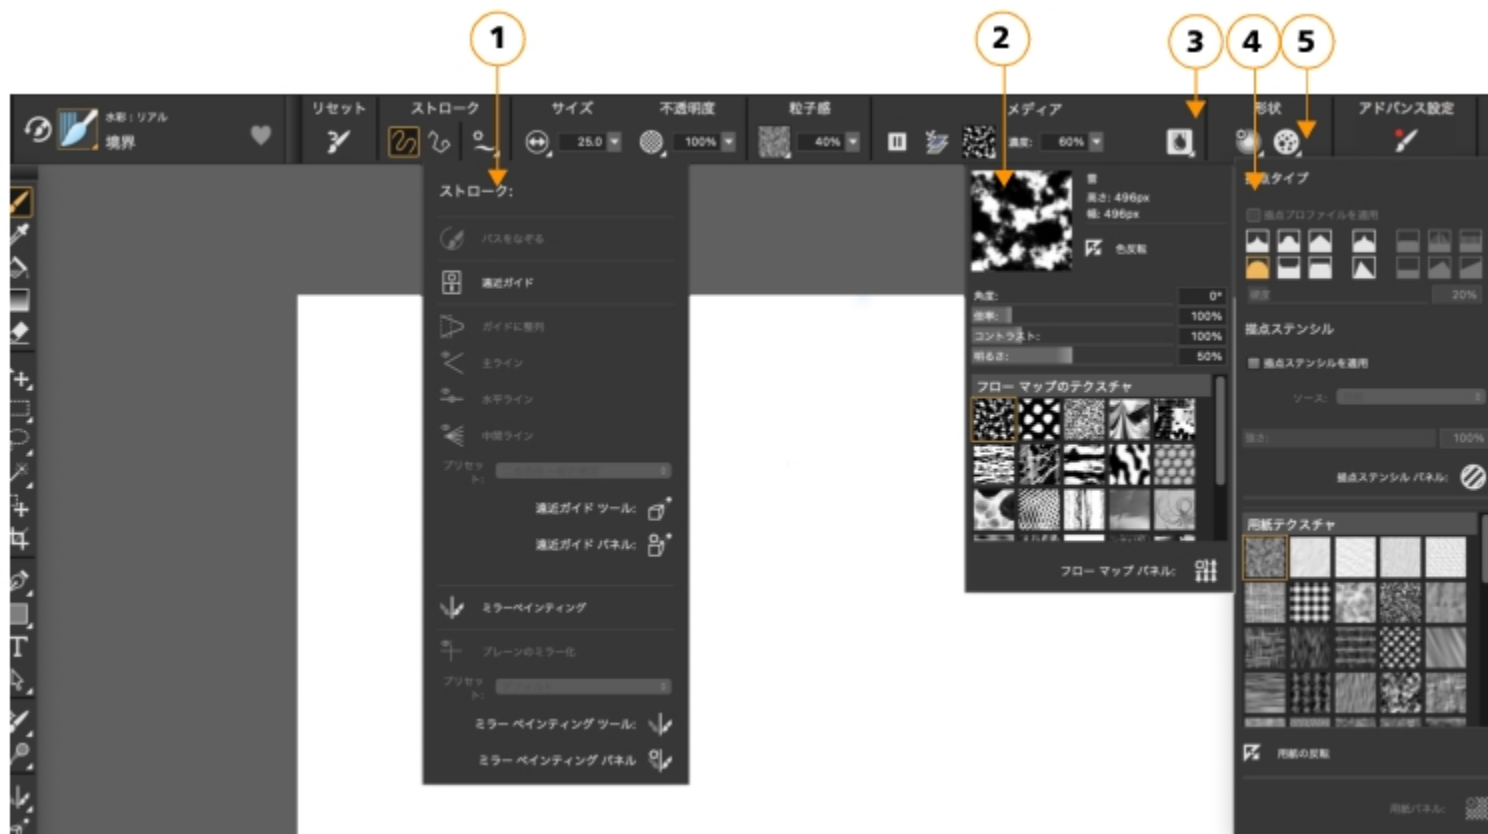 1
2
3
4
5
水彩：リアル
境界
リセット
ストローク
サイズ
不透明度
粒子感
メディア
形状
アドバンス設定
25.0
100%
40%
濃度:
60%
ストローク:
パスをなぞる
遠近ガイド
ガイドに整列
主ライン
水平ライン
中間ライン
プリセッ
ト:
遠近ガイド ツール:
遠近ガイド パネル:
ミラーペインティング
プレーンのミラー化
プリセッ
ト:
デフォルト
ミラー ペインティング ツール:
ミラー ペインティング パネル
雲
高さ: 496px
幅: 496px
色反転
角度:
0°
倍率:
100%
コントラスト:
100%
明るさ:
50%
フロー マップのテクスチャ
フロー マップ パネル:
描点タイプ
描点プロファイルを適用
硬度
20%
描点ステンシル
描点ステンシルを適用
ソース:
強さ:
100%
描点ステンシル パネル:
用紙テクスチャ
用紙の反転
用紙パネル:
T